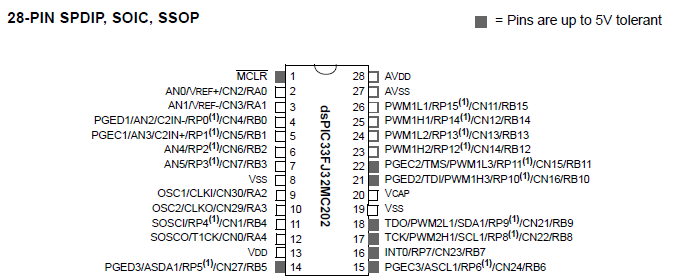 28-PIN SPDIP, SOIC, SSOP
= Pins are up to 5V tolerant
MCLR 1 28 AVDD
AN0/VREF+/CN2/RA0 2 27 AVSS
AN1/VREF-/CN3/RA1 3 26 PWM1L1/RP15(1)/CN11/RB15
PGED1/AN2/C2IN-/RP0(1)/CN4/RB0 4 25 PWM1H1/RP14(1)/CN12/RB14
PGEC1/AN3/C2IN+/RP1(1)/CN5/RB1 5 24 PWM1L2/RP13(1)/CN13/RB13
AN4/RP2(1)/CN6/RB2 6 23 PWM1H2/RP12(1)/CN14/RB12
AN5/RP3(1)/CN7/RB3 7 22 PGEC2/TMS/PWM1L3/RP11(1)/CN15/RB11
VSS 8 21 PGED2/TDI/PWM1H3/RP10(1)/CN16/RB10
OSC1/CLKI/CN30/RA2 9 20 VCAP
OSC2/CLKO/CN29/RA3 10 19 VSS
SOSCI/RP4(1)/CN1/RB4 11 18 TDO/PWM2L1/SDA1/RP9(1)/CN21/RB9
SOSCO/T1CK/CN0/RA4 12 17 TCK/PWM2H1/SCL1/RP8(1)/CN22/RB8
VDD 13 16 INT0/RP7/CN23/RB7
PGED3/ASDA1/RP5(1)/CN27/RB5 14 15 PGEC3/ASCL1/RP6(1)/CN24/RB6
dsPIC33FJ32MC202